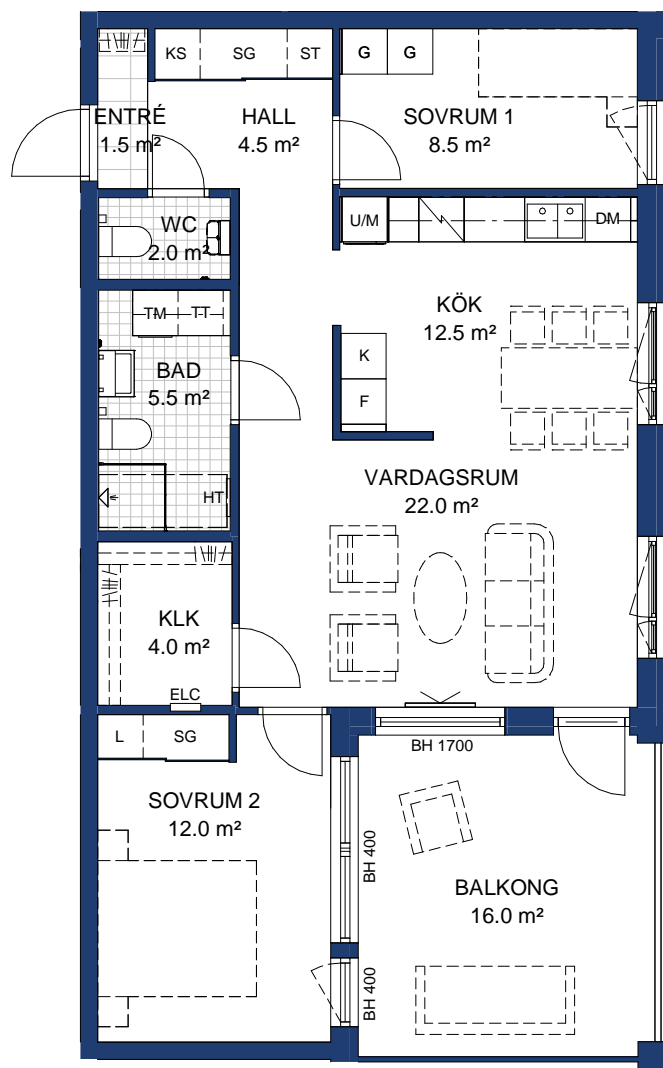 KS
SG
ST
G
G
ENTRÉ
1.5 m²
HALL
4.5 m²
SOVRUM 1
8.5 m²
WC
2.0 m²
U/M
DM
TM
TT
KÖK
12.5 m²
BAD
5.5 m²
K
F
VARDAGSRUM
22.0 m²
HT
KLK
4.0 m²
ELC
L
SG
BH 1700
SOVRUM 2
12.0 m²
BH 400
BALKONG
16.0 m²
BH 400